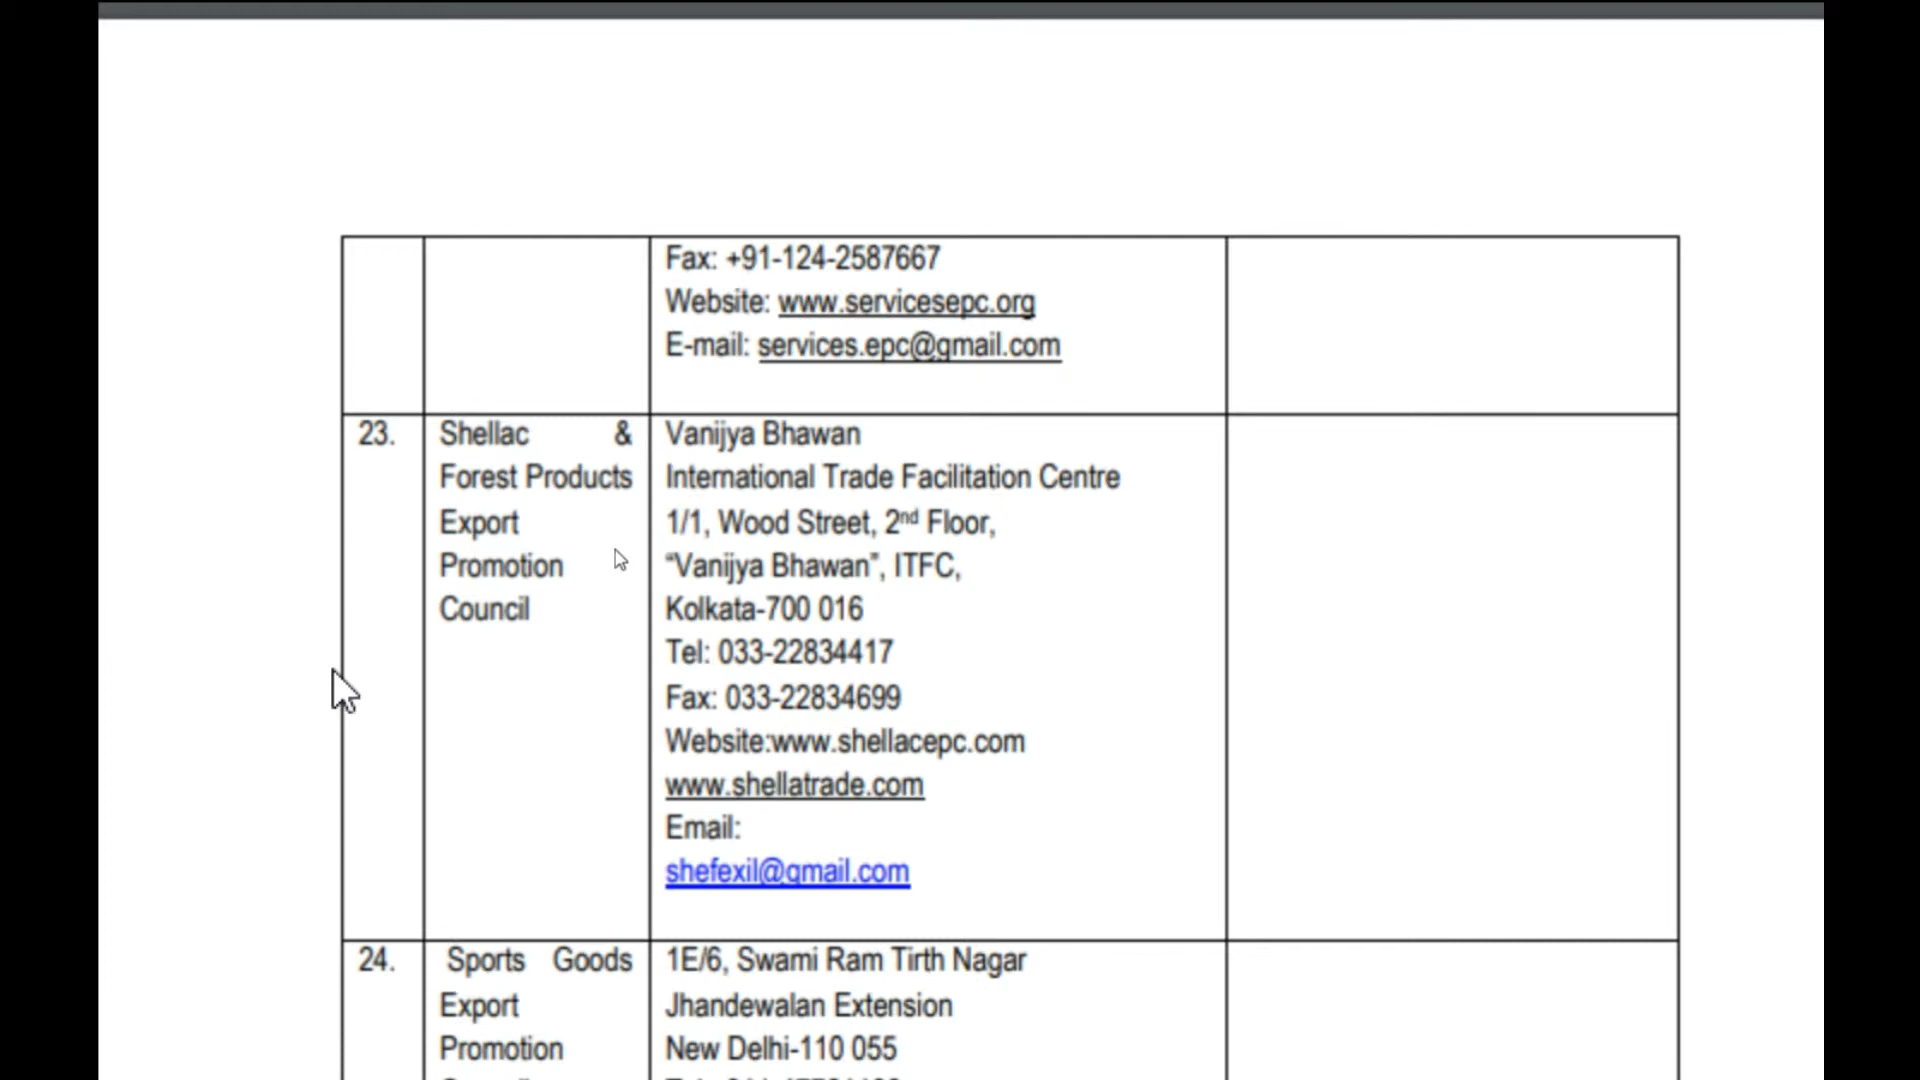 Fax: +91-124-2587667
Website: www.servicesepc.org
E-mail: services.epc@gmail.com
23.
Shellac &
Forest Products
Export
Promotion
Council
Vanijya Bhawan
International Trade Facilitation Centre
1/1, Wood Street, 2nd Floor,
“Vanijya Bhawan”, ITFC,
Kolkata-700 016
Tel: 033-22834417
Fax: 033-22834699
Website:www.shellacepc.com
www.shellatrade.com
Email:
shefexil@gmail.com
24.
Sports Goods
Export
Promotion
1E/6, Swami Ram Tirth Nagar
Jhandewalan Extension
New Delhi-110 055